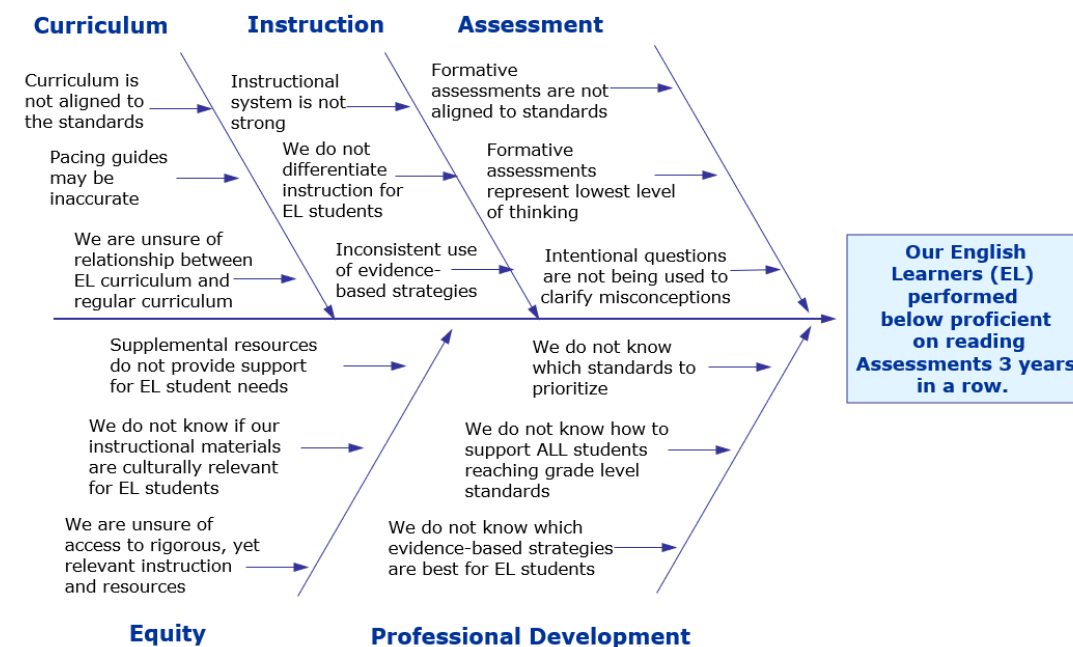 Curriculum
Instruction
Assessment
Curriculum is
not aligned to
the standards
Pacing guides
may be
inaccurate
We are unsure of
relationship between
EL curriculum and
regular curriculum
Instructional
system is not
strong
We do not
differentiate
instruction for
EL students
Inconsistent use
of evidence-
based strategies
Formative
assessments are not
aligned to standards
Formative
assessments
represent lowest level
of thinking
Intentional questions
are not being used to
clarify misconceptions
Our English
Learners (EL)
performed
below proficient
on reading
Assessments 3 years
in a row.
Supplemental resources
do not provide support
for EL student needs
We do not know if our
instructional materials
are culturally relevant
for EL students
We are unsure of
access to rigorous, yet
relevant instruction
and resources
We do not know
which standards to
prioritize
We do not know how to
support ALL students
reaching grade level
standards
We do not know which
evidence-based strategies
are best for EL students
Equity
Professional Development